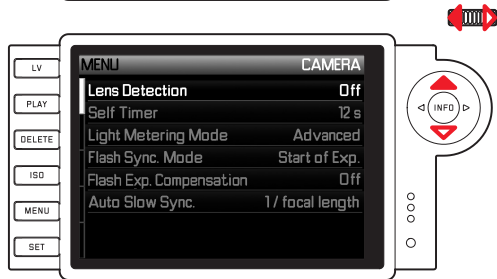 LV
PLAY
DELETE
ISO
MENU
SET
MENU CAMERA
Lens Detection Off
Self Timer 12 s
Light Metering Mode Advanced
Flash Sync. Mode Start of Exp.
Flash Exp. Compensation Off
Auto Slow Sync. 1/focal length
INFO